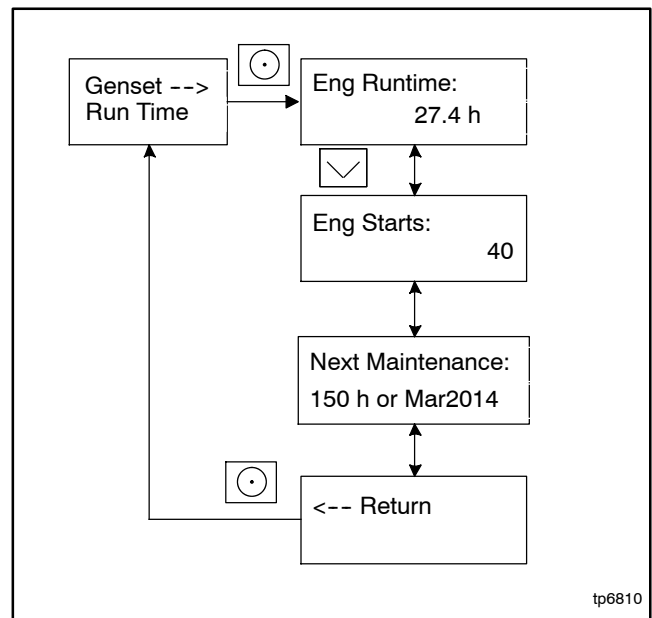 Genset -->
Run Time
Eng Runtime:
27.4 h
Eng Starts:
40
Next Maintenance:
150 h or Mar2014
<-- Return
tp6810